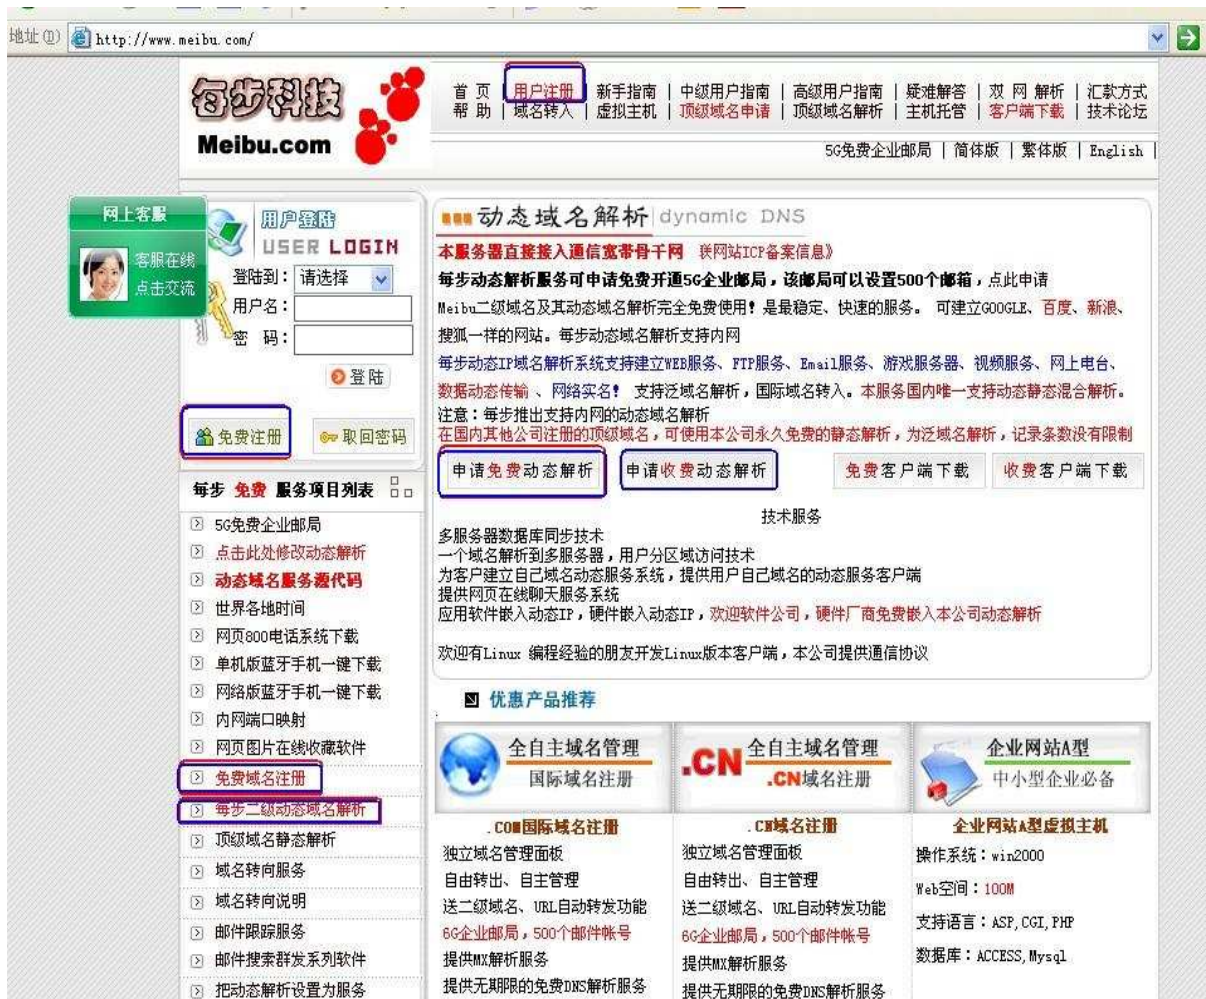 地址(D) http://www.meibu.com/
每步科技
Meibu.com
首 页 | 用户注册 | 新手指南 | 中级用户指南 | 高级用户指南 | 疑难解答 | 双 网 解析 | 汇款方式
帮 助 | 域名转入 | 虚拟主机 | 顶级域名申请 | 顶级域名解析 | 主机托管 | 客户端下载 | 技术论坛
5G免费企业邮局 | 简体版 | 繁体版 | English |
网上客服
客服在线
点击交流
用户登陆
USER LOGIN
登陆到： 请选择
用户名：
密 码：
登陆
免费注册 取回密码
每步 免费 服务项目列表
5G免费企业邮局
点击此处修改动态解析
动态域名服务源代码
世界各地时间
网页800电话系统下载
单机版蓝牙手机一键下载
网络版蓝牙手机一键下载
内网端口映射
网页图片在线收藏软件
免费域名注册
每步二级动态域名解析
顶级域名静态解析
域名转向服务
域名转向说明
邮件跟踪服务
邮件搜索群发系列软件
把动态解析设置为服务
动态域名解析 dynamic DNS
本服务器直接接入通信宽带骨干网 联网站ICP备案信息》
每步动态解析服务可申请免费开通5G企业邮局，该邮局可以设置500个邮箱，点此申请
Meibu二级域名及其动态域名解析完全免费使用！是最稳定、快速的服务。 可建立GOOGLE、百度、新浪、
搜狐一样的网站。每步动态域名解析支持内网
每步动态IP域名解析系统支持建立WEB服务、FTP服务、Email服务、游戏服务器、视频服务、网上电台、
数据动态传输 、网络实名！ 支持泛域名解析，国际域名转入。本服务国内唯一支持动态静态混合解析。
注意：每步推出支持内网的动态域名解析
在国内其他公司注册的顶级域名，可使用本公司永久免费的静态解析，为泛域名解析，记录条数没有限制
申请免费动态解析 申请收费动态解析 免费客户端下载 收费客户端下载
技术服务
多服务器数据库同步技术
一个域名解析到多服务器，用户分区域访问技术
为客户建立自己域名动态服务系统，提供用户自己域名的动态服务客户端
提供网页在线聊天服务系统
应用软件嵌入动态IP，硬件嵌入动态IP，欢迎软件公司，硬件厂商免费嵌入本公司动态解析
欢迎有Linux 编程经验的朋友开发Linux版本客户端，本公司提供通信协议
优惠产品推荐
全自主域名管理
国际域名注册
.COM国际域名注册
独立域名管理面板
自由转出、自主管理
送二级域名、URL自动转发功能
6G企业邮局，500个邮件帐号
提供MX解析服务
提供无期限的免费DNS解析服务
.CN 全自主域名管理
.CN域名注册
.CN域名注册
独立域名管理面板
自由转出、自主管理
送二级域名、URL自动转发功能
6G企业邮局，500个邮件帐号
提供MX解析服务
提供无期限的免费DNS解析服务
企业网站A型
中小型企业必备
企业网站A型虚拟主机
操作系统：win2000
Web空间：100M
支持语言：ASP,CGI,PHP
数据库：ACCESS,Mysql